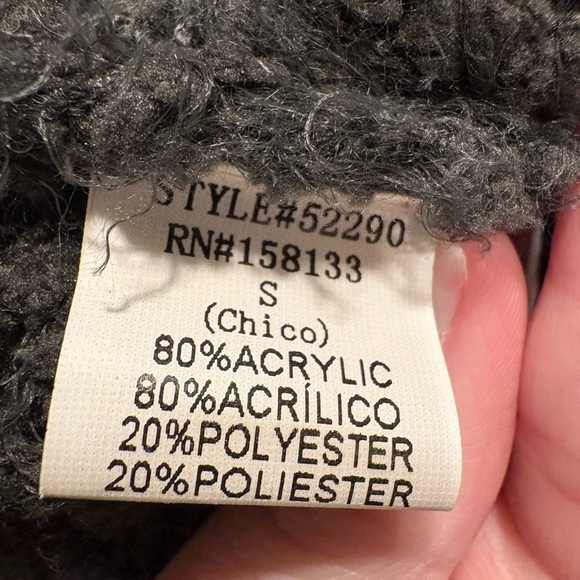 STYLE#52290
RN#158133
S
(Chico)
80%ACRYLIC
80%ACRÍLICO
20%POLYESTER
20%POLIESTER